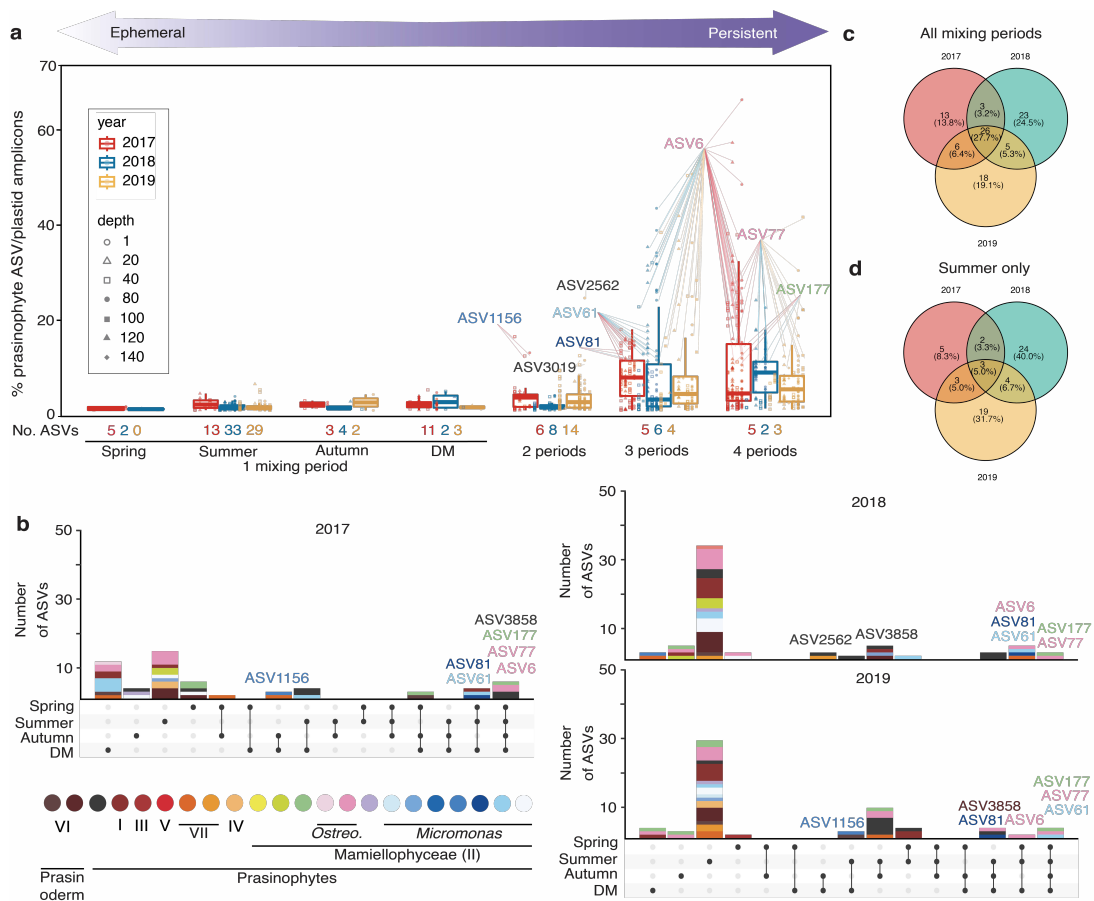 a
Ephemeral
Persistent
% prasinophyte ASV/plastid amplicons
70
60
40
20
0
year
2017
2018
2019
depth
1
20
40
80
100
120
140
ASV6
ASV77
ASV177
ASV2562
ASV61
ASV1156
ASV81
ASV3019
No. ASVs
5 2 0
13 33 29
3 4 2
11 2 3
6 8 14
5 6 4
5 2 3
Spring
Summer
Autumn
DM
2 periods
3 periods
4 periods
1 mixing period
c
All mixing periods
2017
2018
13
(13.8%)
3
(3.2%)
23
(24.5%)
26
(27.7%)
6
(6.4%)
5
(5.3%)
18
(19.1%)
2019
d
Summer only
2017
2018
5
(8.3%)
2
(3.3%)
24
(40.0%)
3
(5.0%)
3
(5.0%)
4
(6.7%)
19
(31.7%)
2019
b
2017
Number
of ASVs
50
30
10
ASV3858
ASV177
ASV77
ASV6
ASV81
ASV61
ASV1156
Spring
Summer
Autumn
DM
VI
I
III
V
VII
IV
Ostreo.
Micromonas
Mamiellophyceae (II)
Prasin
oderm
Prasinophytes
2018
Number
of ASVs
50
30
10
ASV2562
ASV3858
ASV6
ASV81
ASV61
ASV177
ASV77
2019
Number
of ASVs
50
30
10
ASV1156
ASV3858
ASV81
ASV6
ASV177
ASV77
ASV61
Spring
Summer
Autumn
DM